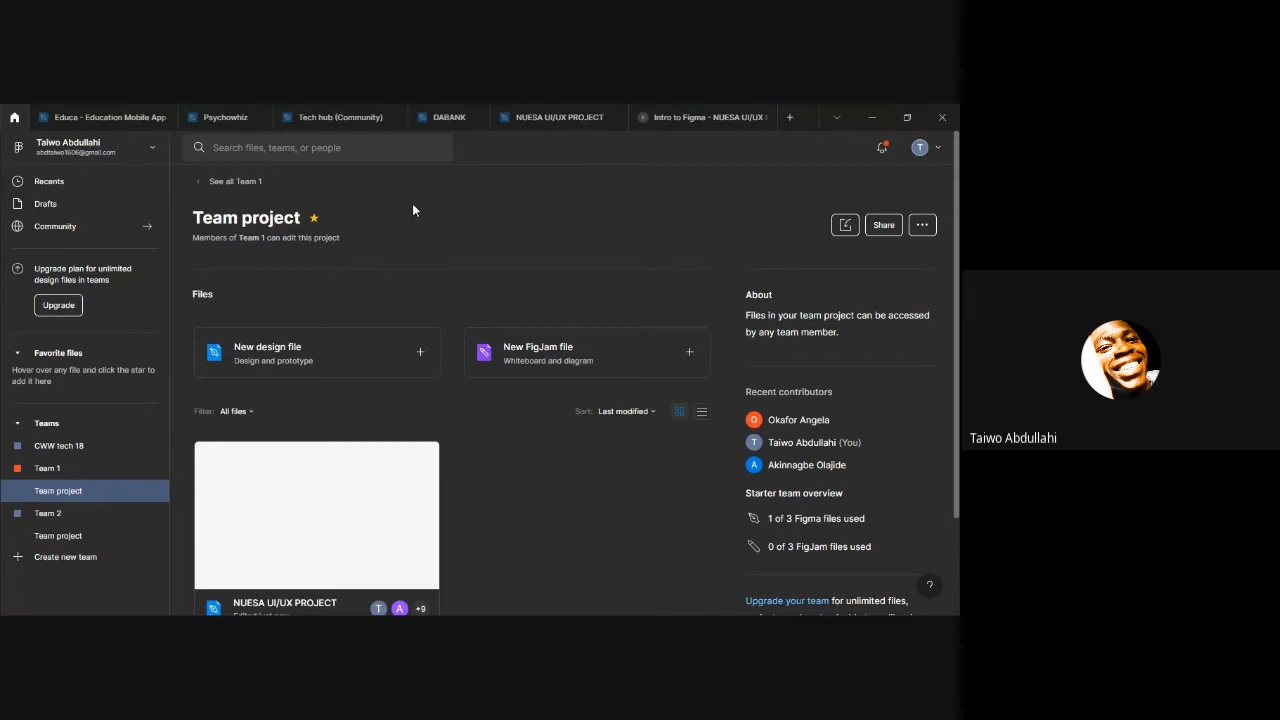 Educa - Education Mobile App
Psychowhiz
Tech hub (Community)
DABANK
NUESA UI/UX PROJECT
Intro to Figma - NUESA UI/UX
Taiwo Abdullahi
abdtaiwo1606@gmail.com
Search files, teams, or people
T
Recents
Drafts
Community
Upgrade plan for unlimited
design files in teams
Upgrade
Favorite files
Hover over any file and click the star to
add it here
Teams
CWW tech 18
Team 1
Team project
Team 2
Team project
Create new team
See all Team 1
Team project
Members of Team 1 can edit this project
Share
Files
New design file
Design and prototype
New FigJam file
Whiteboard and diagram
Filter: All files
Sort: Last modified
NUESA UI/UX PROJECT
Edited just now
T A +9
About
Files in your team project can be accessed
by any team member.
Recent contributors
O Okafor Angela
T Taiwo Abdullahi (You)
A Akinnagbe Olajide
Starter team overview
1 of 3 Figma files used
0 of 3 FigJam files used
Upgrade your team for unlimited files,
?
Taiwo Abdullahi